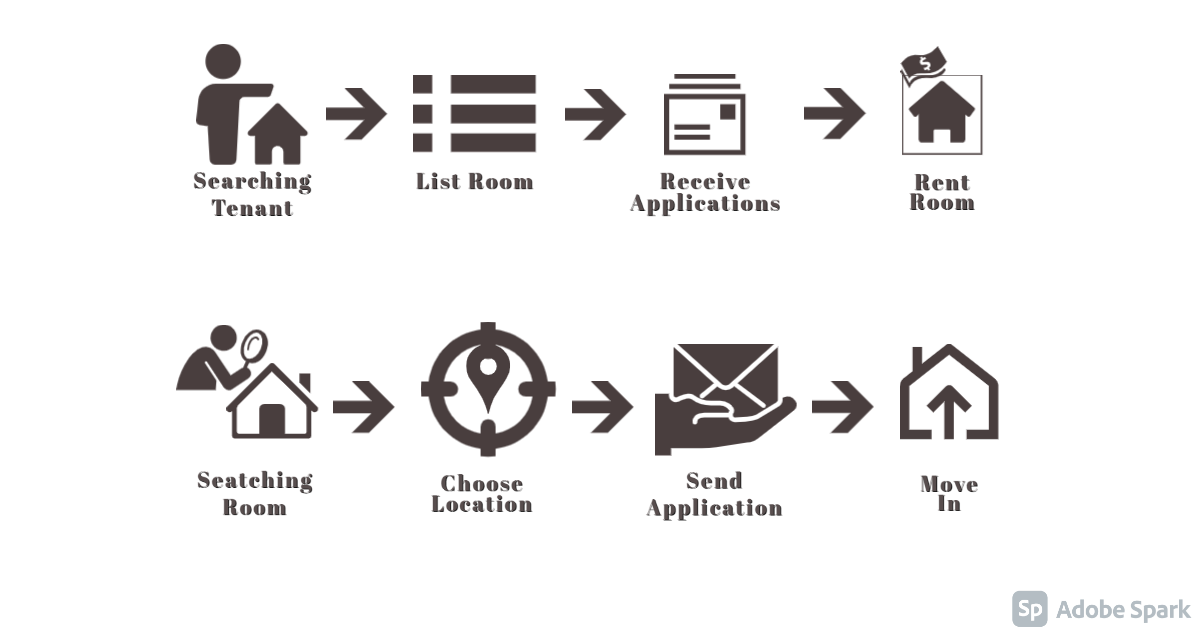 $
Searching
Tenant
List Room
Receive
Applications
Rent
Room
Seatching
Room
Choose
Location
Send
Application
Move
In
Sp Adobe Spark